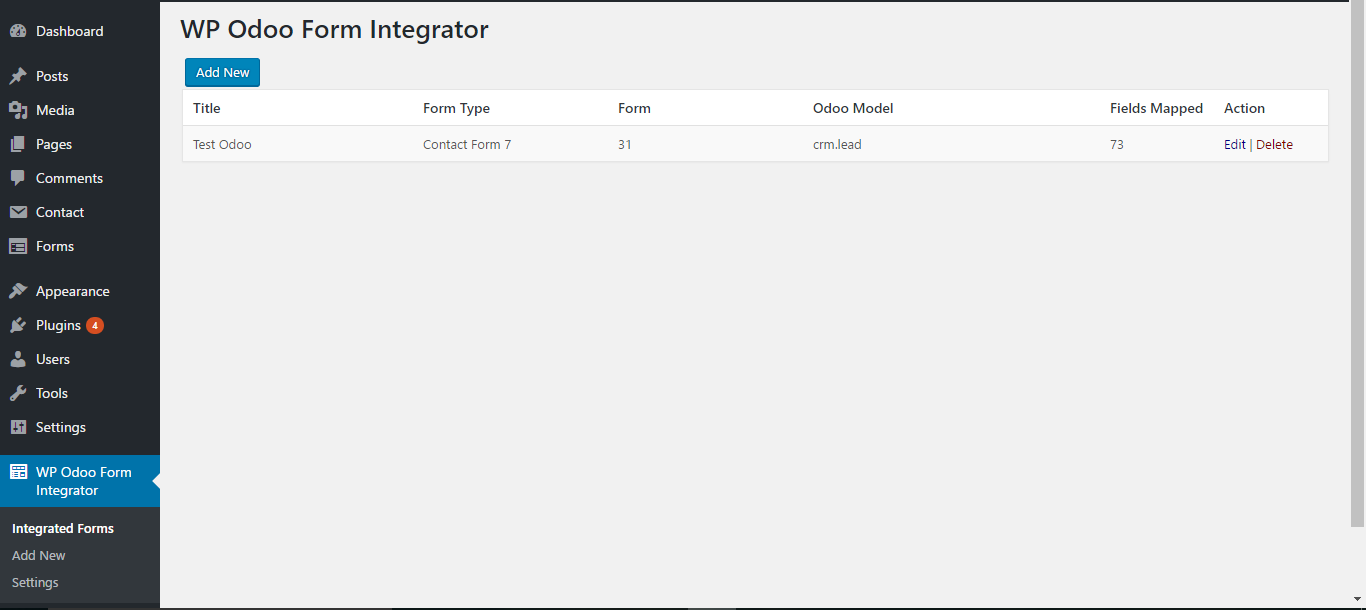 Dashboard
Posts
Media
Pages
Comments
Contact
Forms
Appearance
Plugins 4
Users
Tools
Settings
WP Odoo Form
Integrator
Integrated Forms
Add New
Settings
WP Odoo Form Integrator
Add New
Title Form Type Form Odoo Model Fields Mapped Action
Test Odoo Contact Form 7 31 crm.lead 73 Edit | Delete